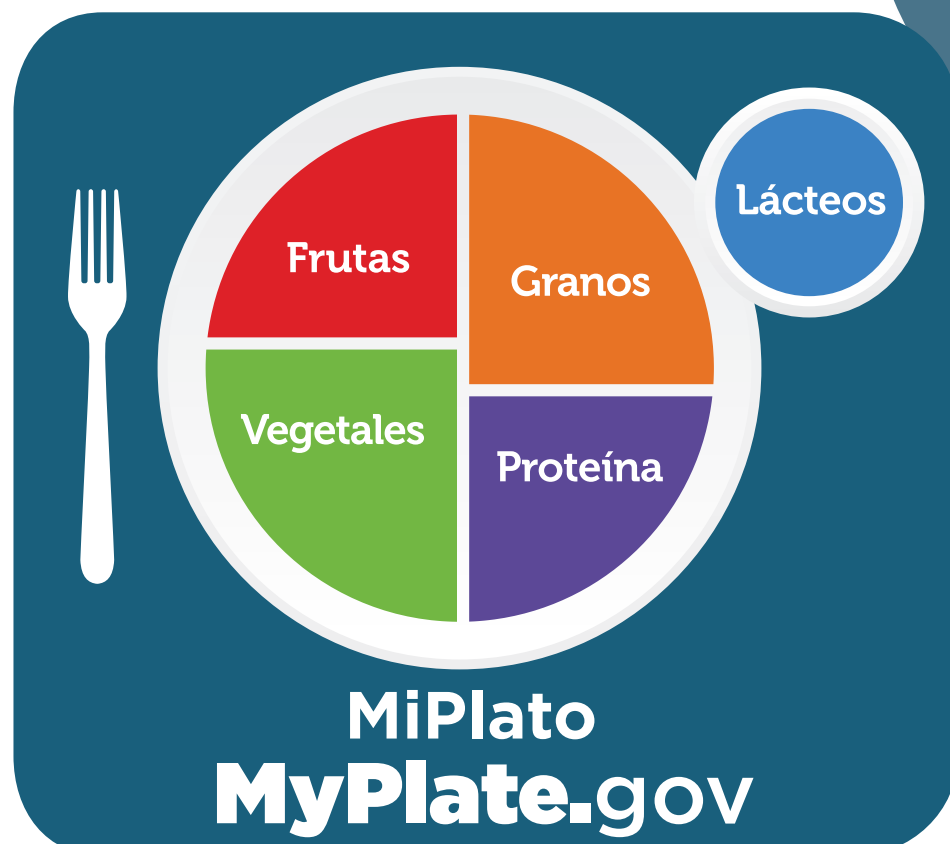 Frutas
Granos
Lácteos
Vegetales
Proteína
MiPlato
MyPlate.gov